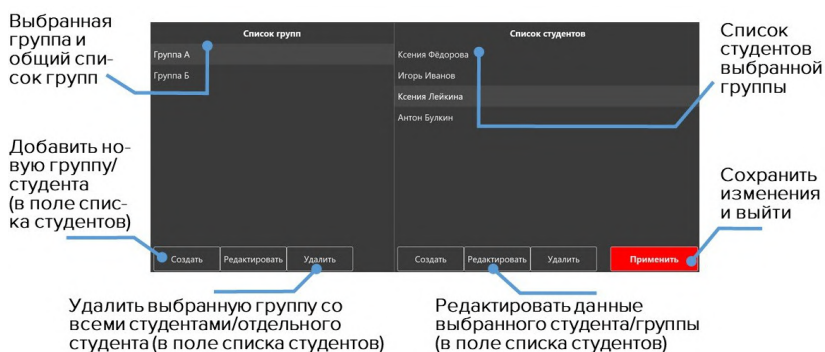 Выбранная
группа и
общий спи-
сок групп
Список групп
Группа А
Группа Б
Список студентов
Ксения Фёдорова
Игорь Иванов
Ксения Лейкина
Антон Булкин
Список
студентов
выбранной
группы
Добавить но-
вую группу/
студента
(в поле спис-
ка студентов)
Сохранить
изменения
и выйти
Создать Редактировать Удалить
Создать Редактировать Удалить Применить
Удалить выбранную группу со
всеми студентами/отдельного
студента (в поле списка студентов)
Редактировать данные
выбранного студента/группы
(в поле списка студентов)